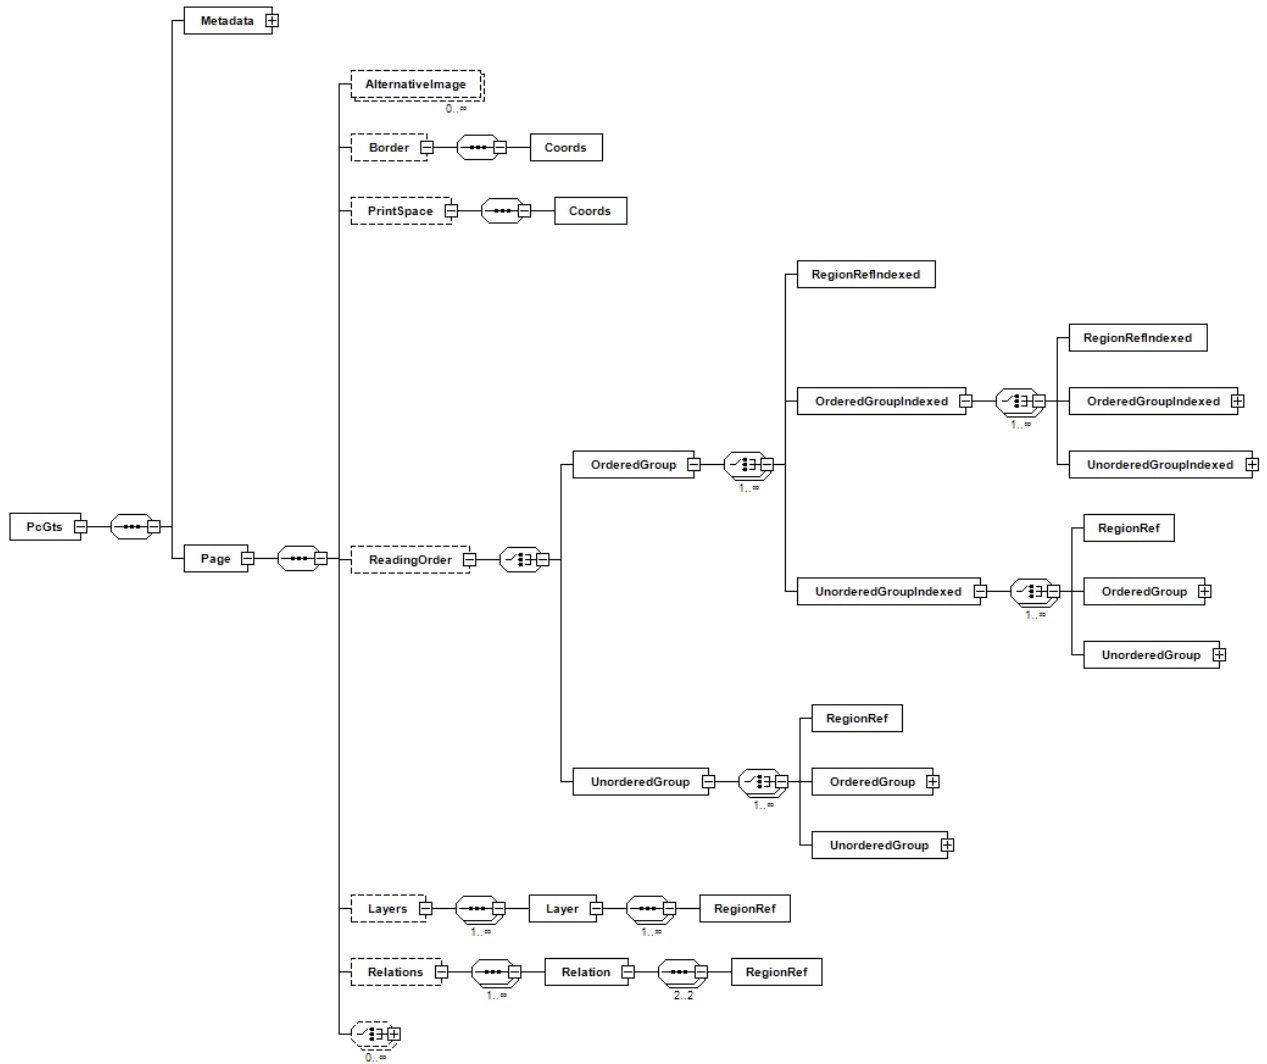 Metadata
AlternativeImage
0..∞
Border
Coords
PrintSpace
Coords
RegionRefIndexed
RegionRefIndexed
OrderedGroupIndexed
OrderedGroupIndexed
1..∞
OrderedGroup
UnorderedGroupIndexed
1..∞
PcGts
RegionRef
Page
ReadingOrder
UnorderedGroupIndexed
OrderedGroup
1..∞
UnorderedGroup
RegionRef
UnorderedGroup
OrderedGroup
1..∞
UnorderedGroup
Layers
Layer
RegionRef
1..∞
1..∞
Relations
Relation
RegionRef
1..∞
2..2
0..∞